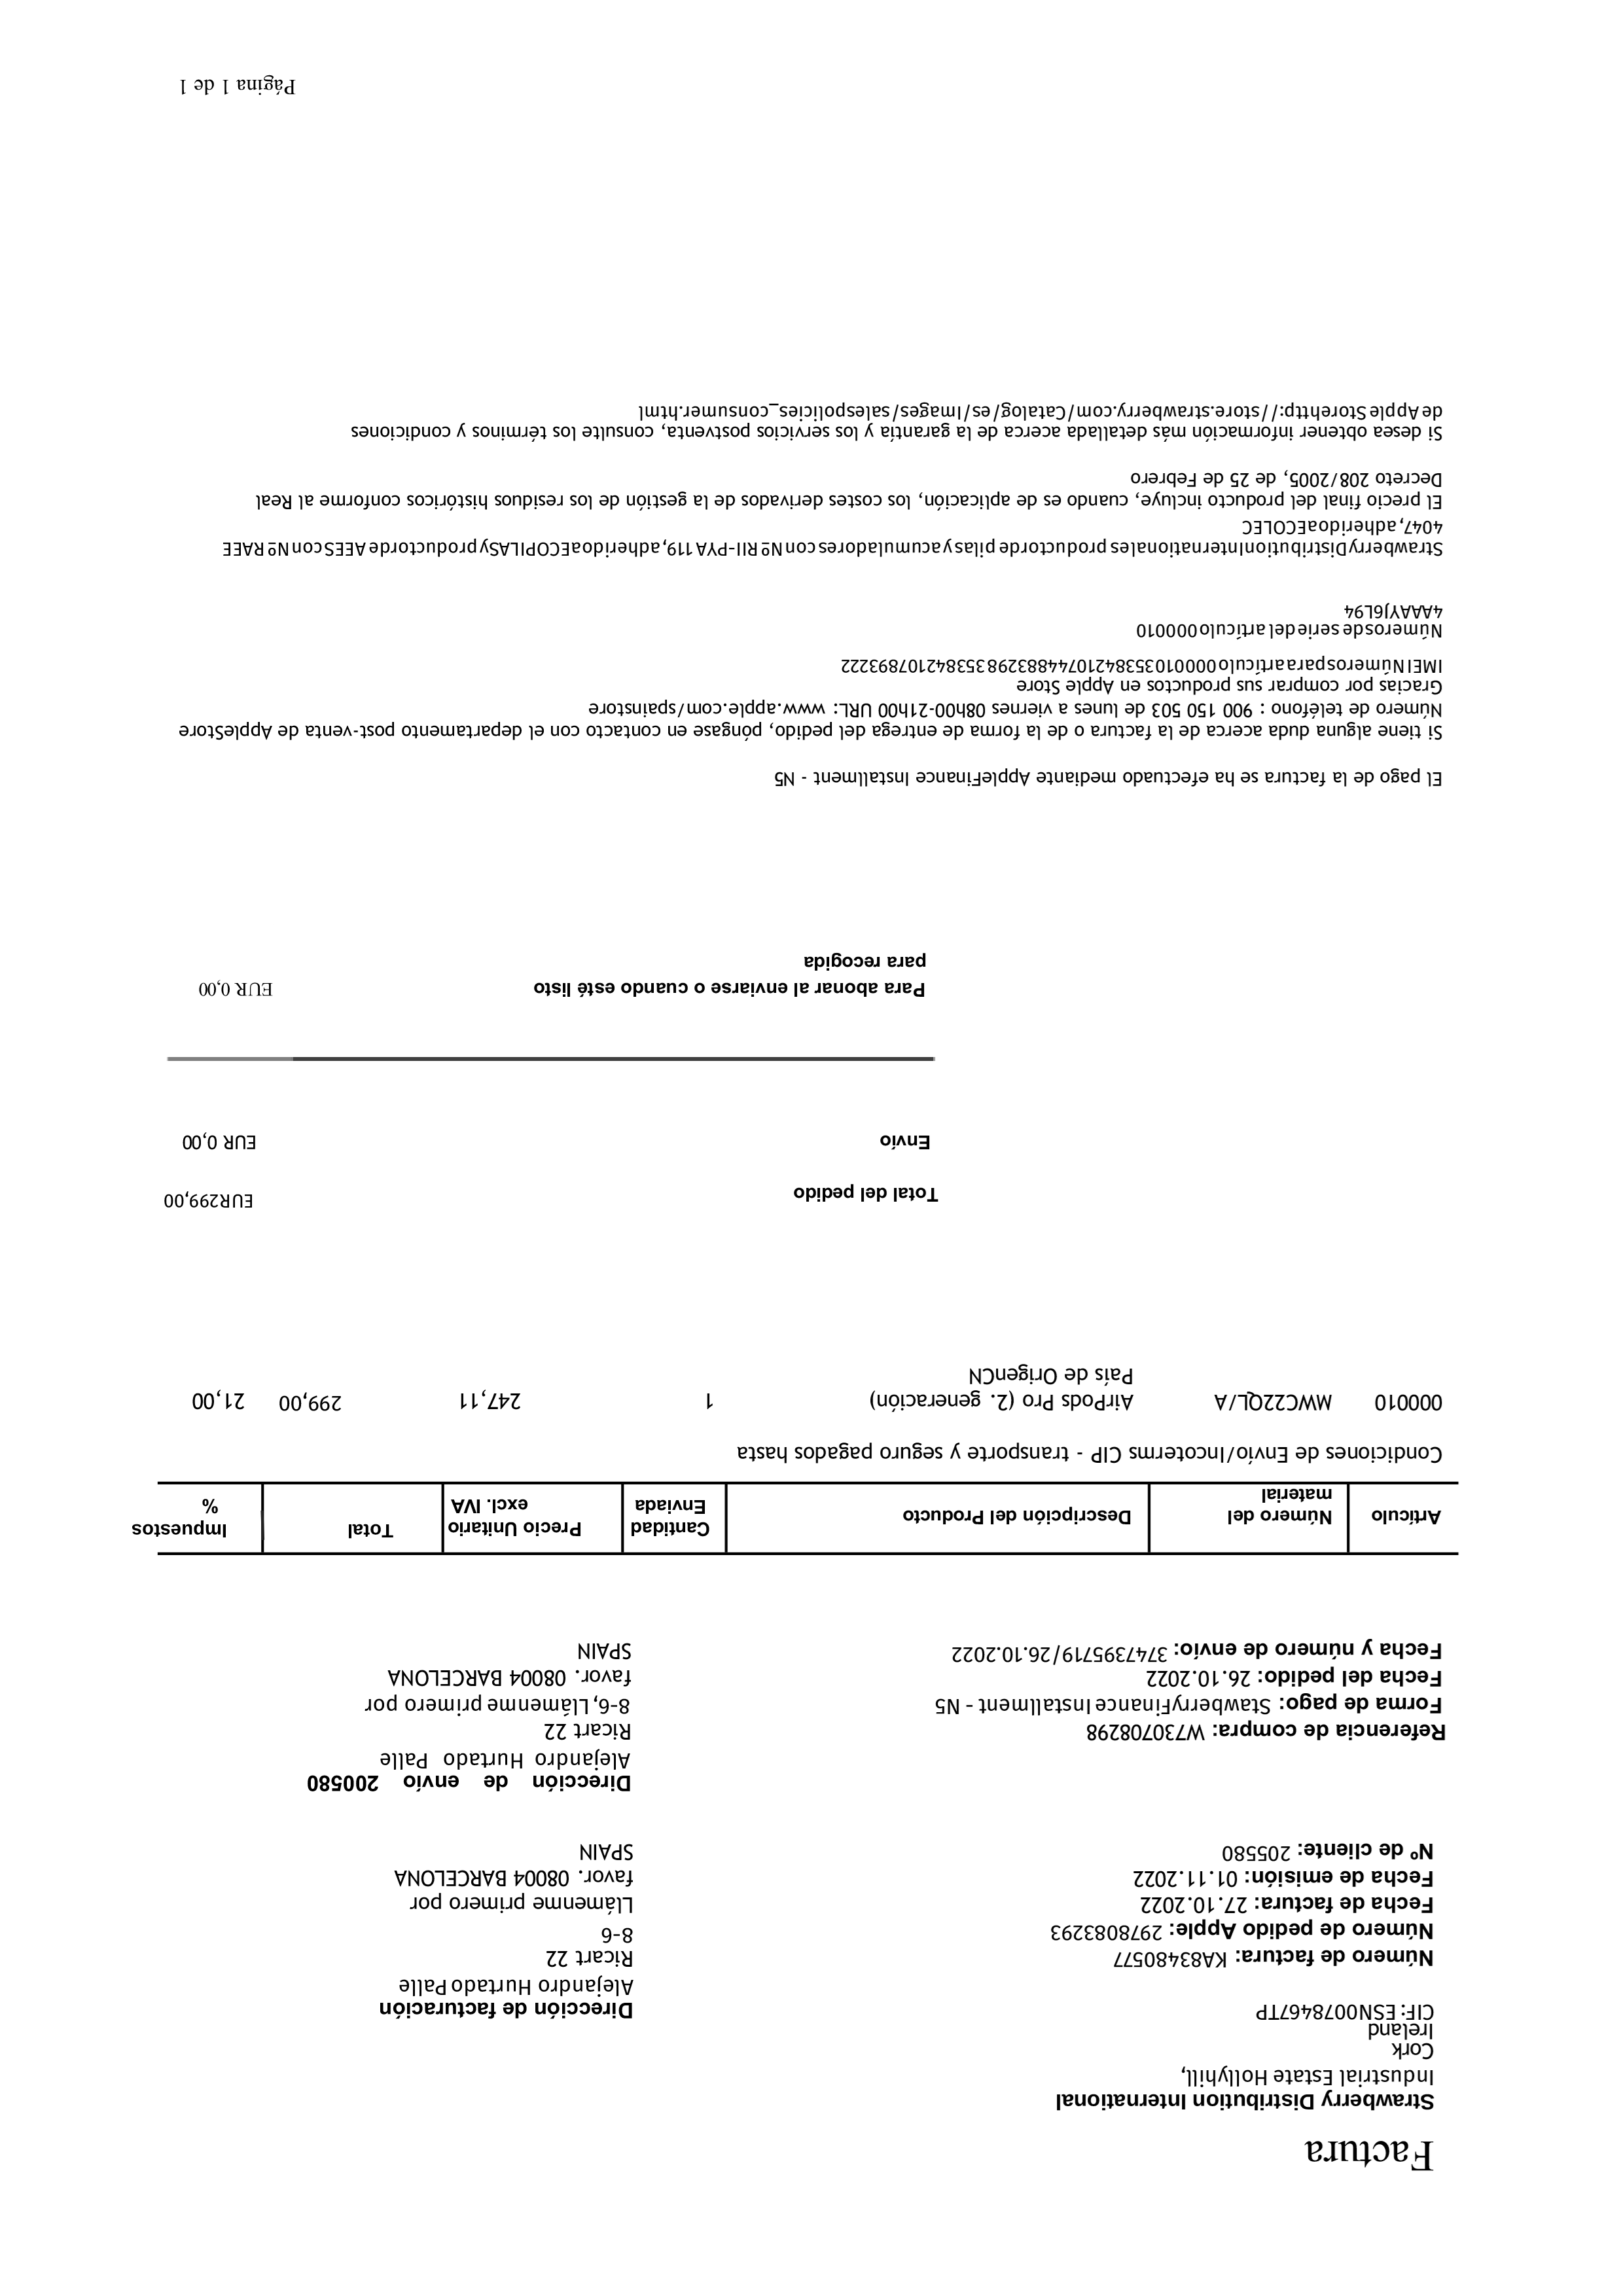 Factura
Strawberry Distribution International
Industrial Estate Hollyhill,
Cork
Ireland
CIF: ESN0078467TP
Número de factura: KA83480577
Número de pedido Apple: 2978083293
Fecha de factura: 27.10.2022
Fecha de emisión: 01.11.2022
Nº de cliente: 205580
Dirección de facturación
Alejandro Hurtado Palle
Ricart 22
8-6
Llámenme primero por
favor. 08004 BARCELONA
SPAIN
Referencia de compra: W730708298
Forma de pago: StawberryFinance Installment - N5
Fecha del pedido: 26.10.2022
Fecha y número de envío: 3747395719/26.10.2022
Dirección de envío 200580
Alejandro Hurtado Palle
Ricart 22
8-6, Llámenme primero por
favor. 08004 BARCELONA
SPAIN
Artículo Número del material Descripción del Producto Cantidad Enviada Precio Unitario excl. IVA Total Impuestos %
Condiciones de Envío/Incoterms CIP - transporte y seguro pagados hasta
000010 MWC22QL/A AirPods Pro (2. generación) 1 247,11 299,00 21,00
País de OrigenCN
Total del pedido EUR299,00
Envío EUR 0,00
Para abonar al enviarse o cuando esté listo EUR 0,00
para recogida
El pago de la factura se ha efectuado mediante AppleFinance Installment - N5
Si tiene alguna duda acerca de la factura o de la forma de entrega del pedido, póngase en contacto con el departamento post-venta de AppleStore
Número de teléfono : 900 150 503 de lunes a viernes 08h00-21h00 URL: www.apple.com/spainstore
Gracias por comprar sus productos en Apple Store
IMEI Números para artículo 000010 353842107448832 98 353842107893222
Números de serie del artículo 000010
4AAAYJ6L94
Strawberry Distribution Internationales productor de pilas y acumuladores con Nº RII-PYA 119, adherido a ECOPILAS y productor de AEES con Nº RAEE
4047, adherido a ECOLEC
El precio final del producto incluye, cuando es de aplicación, los costes derivados de la gestión de los residuos históricos conforme al Real
Decreto 208/2005, de 25 de Febrero
Si desea obtener información más detallada acerca de la garantía y los servicios postventa, consulte los términos y condiciones
de Apple Storehttp://store.strawberry.com/Catalog/es/Images/salespolicies_consumer.html
Página 1 de 1